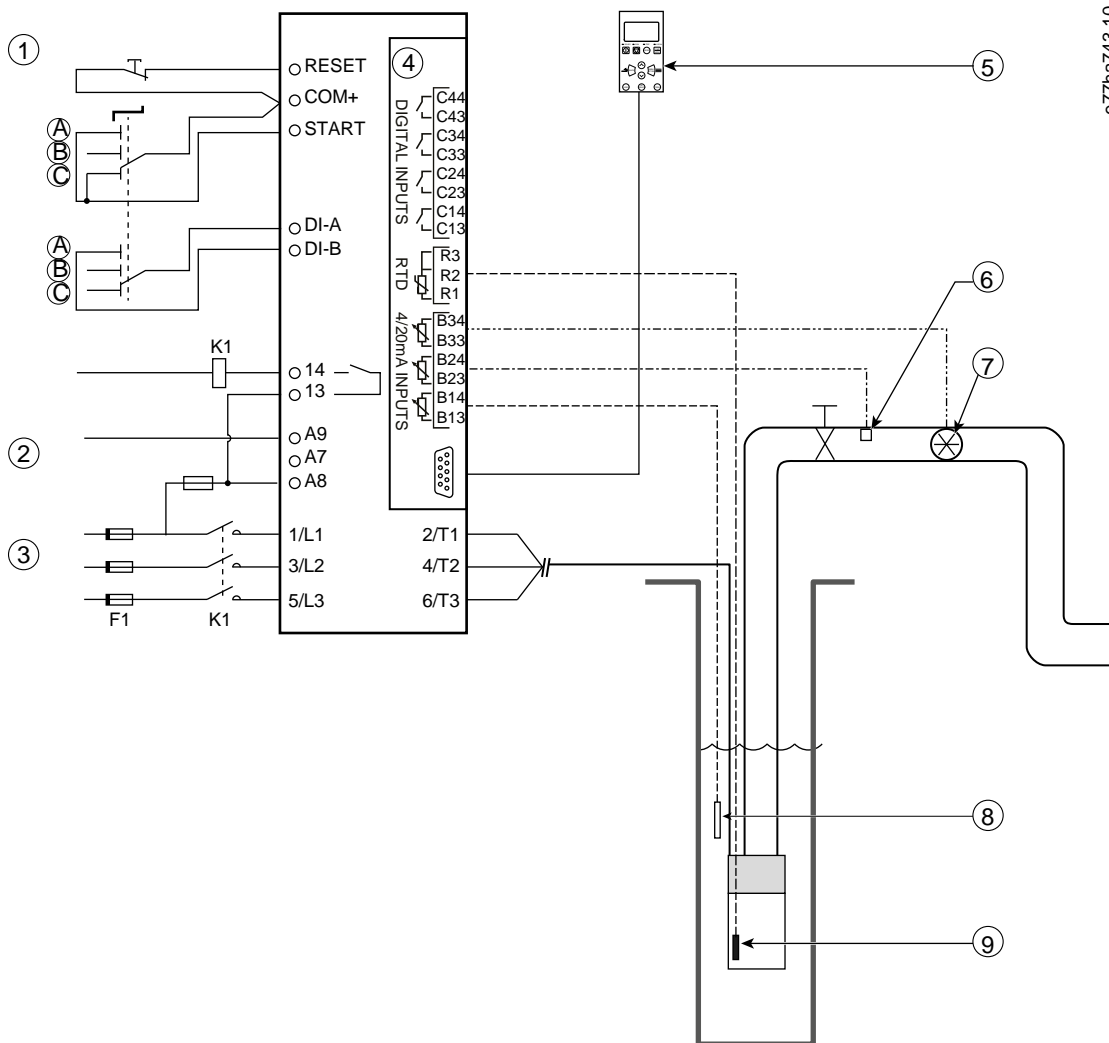 1
RESET
COM+
START
A
B
C
DI-A
DI-B
A
B
C
K1
14
13
2
A9
A7
A8
3
1/L1
3/L2
5/L3
F1
K1
2/T1
4/T2
6/T3
4
DIGITAL INPUTS
C44
C43
C34
C33
C24
C23
C14
C13
RTD
R3
R2
R1
4/20mA INPUTS
B34
B33
B24
B23
B14
B13
5
6
7
8
9